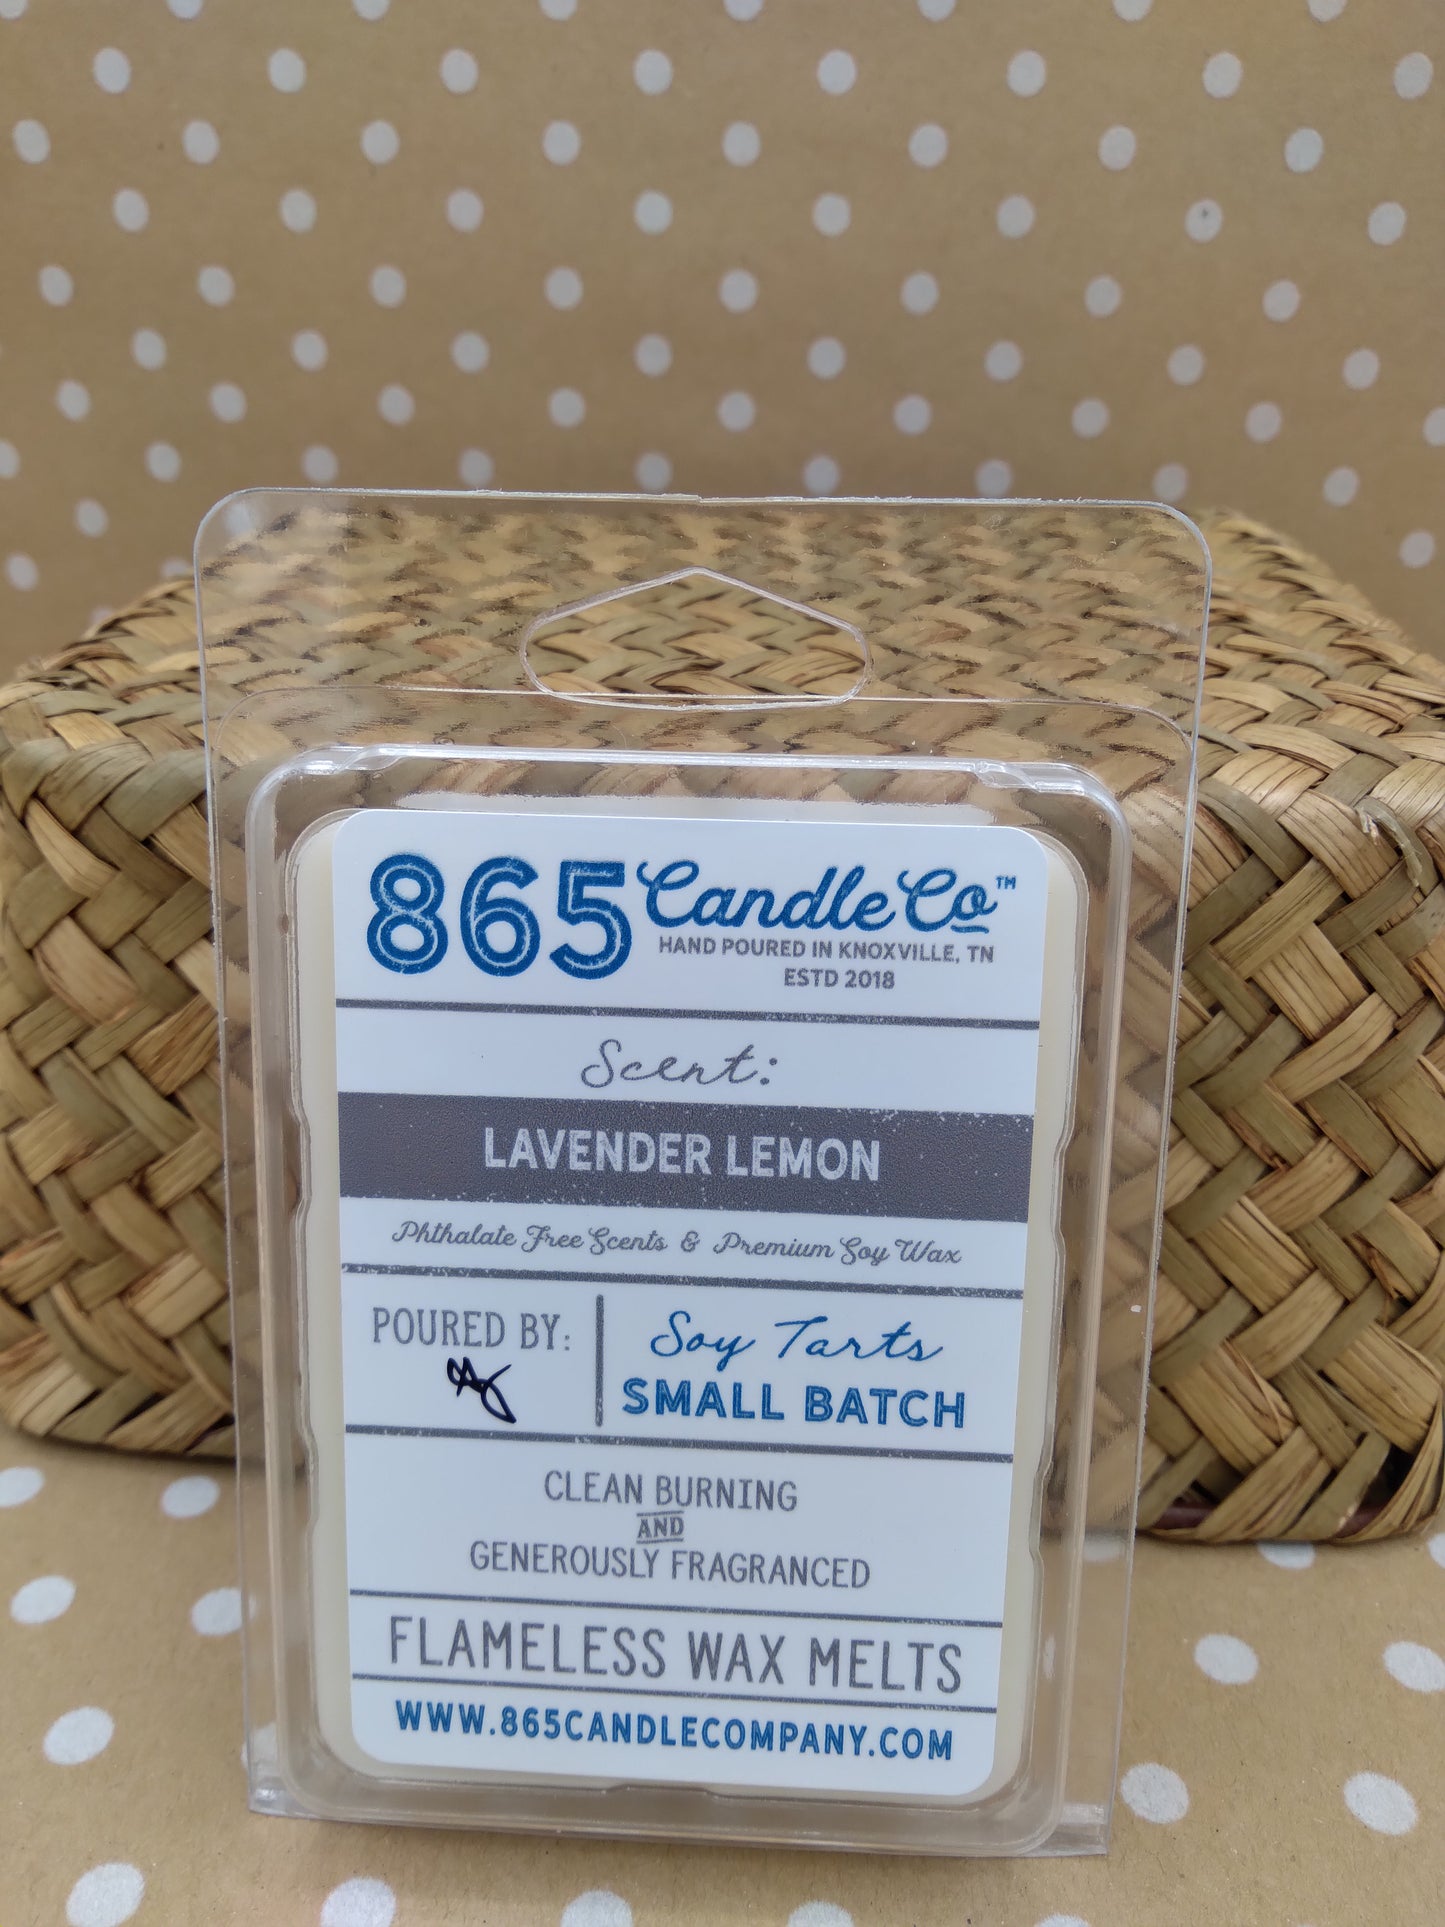 865 Candle Co™
HAND POURED IN KNOXVILLE, TN
ESTD 2018
Scent:
LAVENDER LEMON
Phthalate Free Scents & Premium Soy Wax
POURED BY:
Soy Tarts
SMALL BATCH
CLEAN BURNING
AND
GENEROUSLY FRAGRANCED
FLAMELESS WAX MELTS
WWW.865CANDLECOMPANY.COM